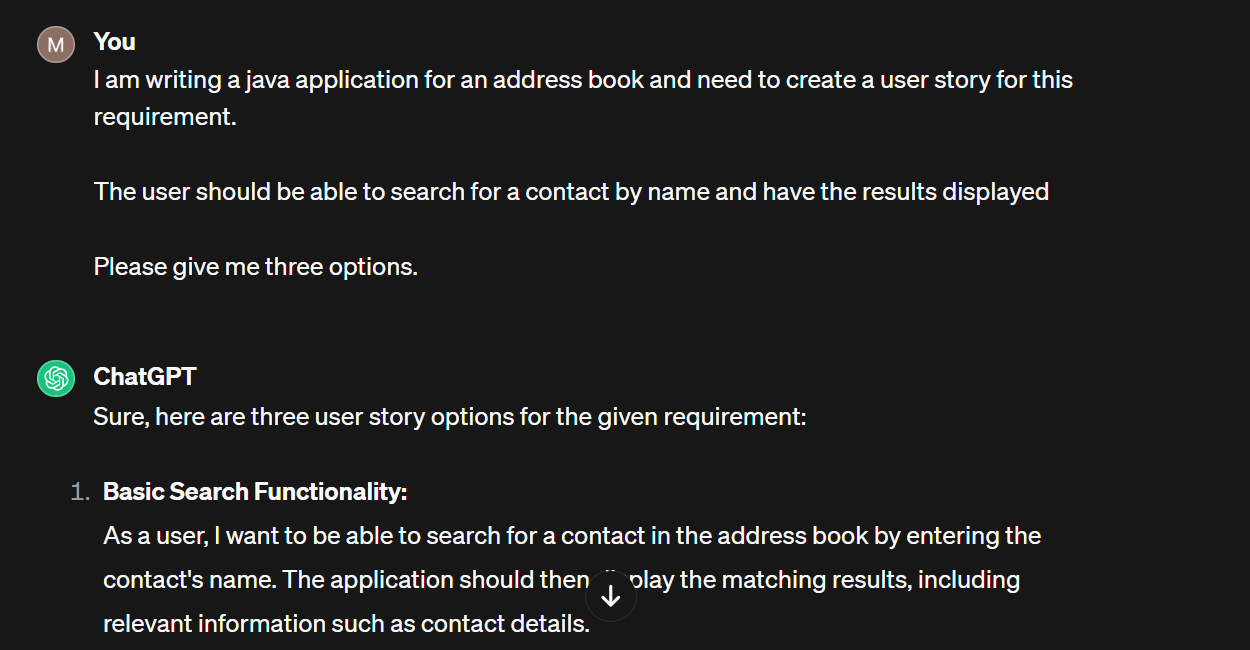 M
You
I am writing a java application for an address book and need to create a user story for this
requirement.
The user should be able to search for a contact by name and have the results displayed
Please give me three options.
ChatGPT
Sure, here are three user story options for the given requirement:
1. Basic Search Functionality:
As a user, I want to be able to search for a contact in the address book by entering the
contact's name. The application should then display the matching results, including
relevant information such as contact details.